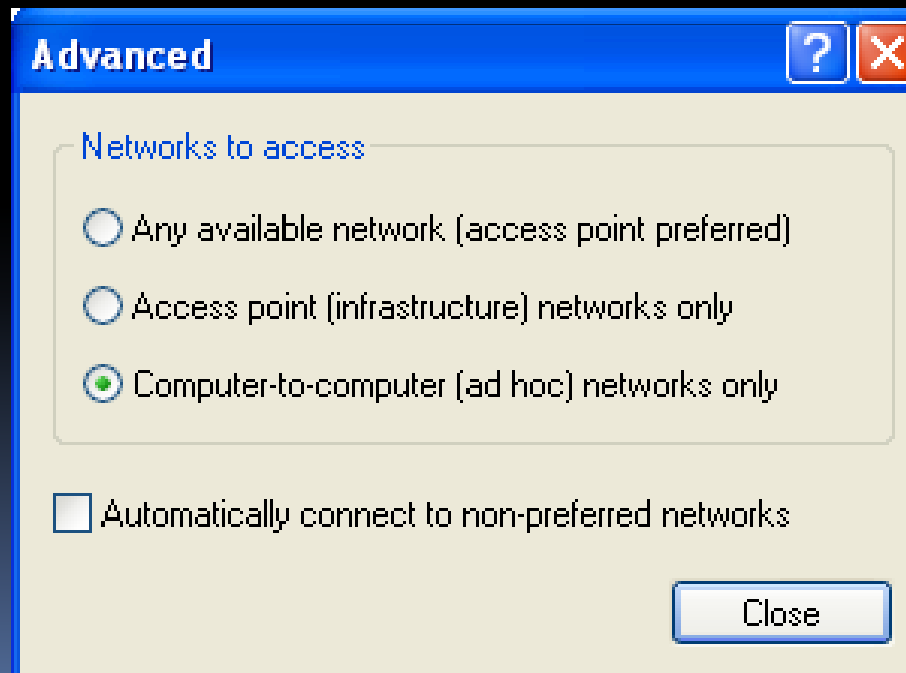 Advanced
Networks to access
Any available network (access point preferred)
Access point (infrastructure) networks only
Computer-to-computer (ad hoc) networks only
Automatically connect to non-preferred networks
Close